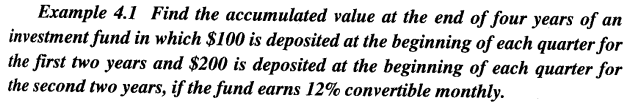 Example 4.1 Find the accumulated value at the end of four years of an
investment fund in which $100 is deposited at the beginning of each quarter for
the first two years and $200 is deposited at the beginning of each quarter for
the second two years, if the fund earns 12% convertible monthly.